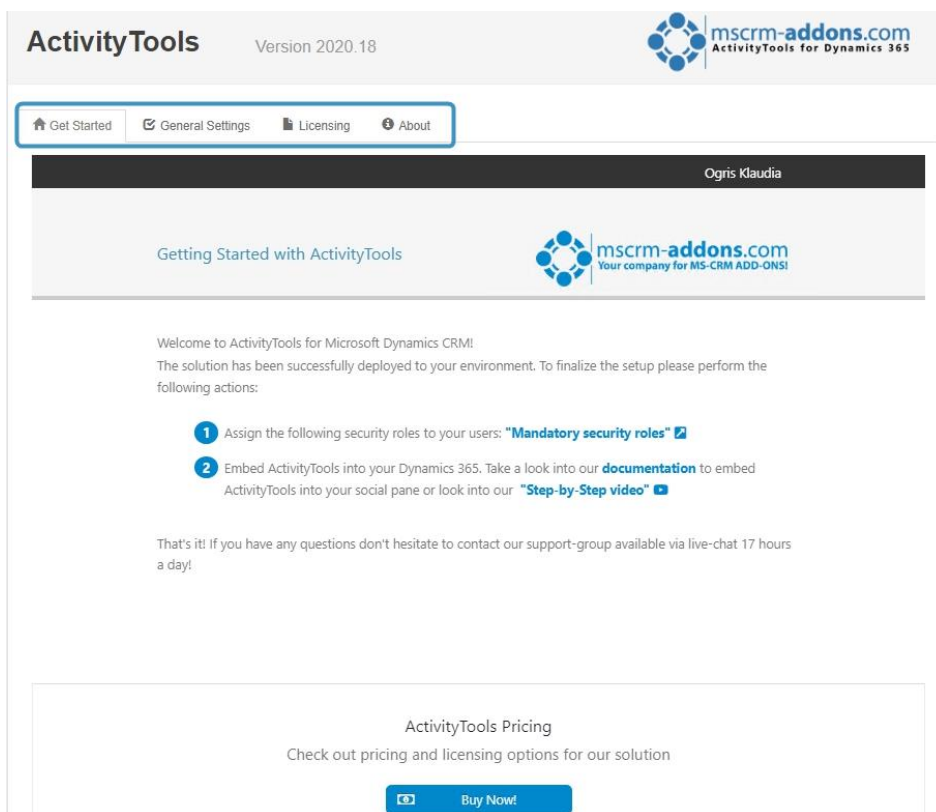 ActivityTools Version 2020.18
mscrm-addons.com
ActivityTools for Dynamics 365
Get Started General Settings Licensing About
Ogris Klaudia
Getting Started with ActivityTools
mscrm-addons.com
Your company for MS-CRM ADD-ONS!
Welcome to ActivityTools for Microsoft Dynamics CRM!
The solution has been successfully deployed to your environment. To finalize the setup please perform the
following actions:
1 Assign the following security roles to your users: "Mandatory security roles"
2 Embed ActivityTools into your Dynamics 365. Take a look into our documentation to embed
ActivityTools into your social pane or look into our "Step-by-Step video"
That's it! If you have any questions don't hesitate to contact our support-group available via live-chat 17 hours
a day!
ActivityTools Pricing
Check out pricing and licensing options for our solution
Buy Now!